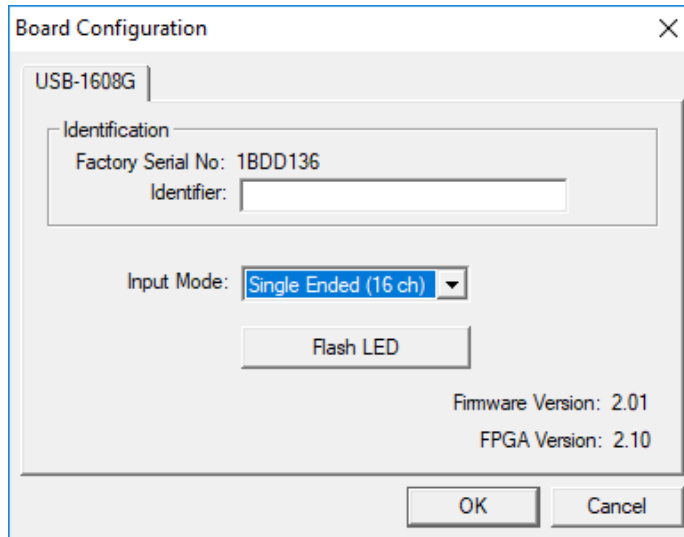 Board Configuration
USB-1608G
Identification
Factory Serial No: 1BDD136
Identifier:
Input Mode: Single Ended (16 ch)
Flash LED
Firmware Version: 2.01
FPGA Version: 2.10
OK Cancel